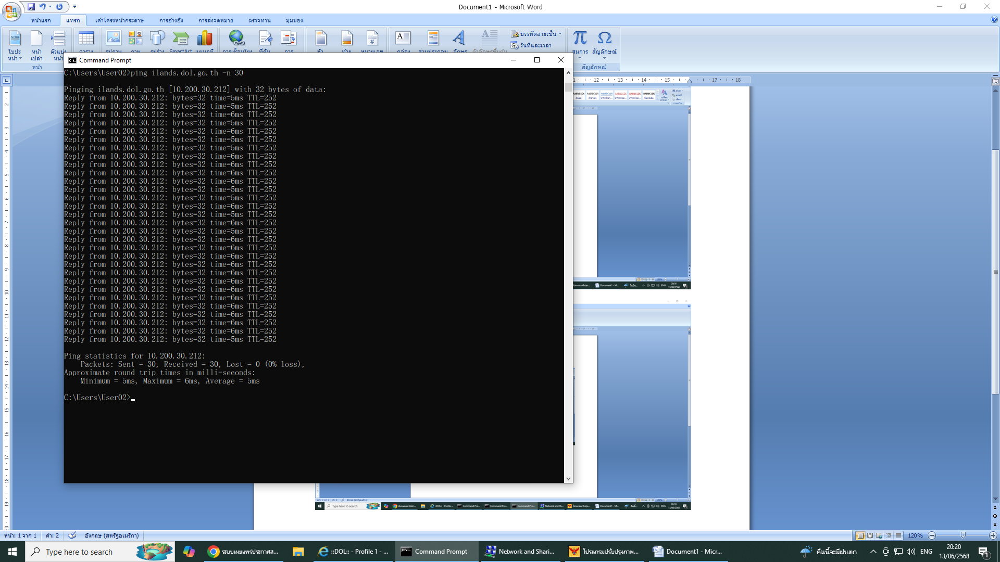 Document1 - Microsoft Word
หน้าแรก แทรก เค้าโครงหน้ากระดาษ การอ้างอิง การส่งจดหมาย ตรวจทาน มุมมอง
ใบปะ หน้า
หน้า เปล่า
บรรทัดลายเซ็น
วันที่และเวลา
สมการ สัญลักษณ์
หน้า
สัญลักษณ์
Command Prompt
C:\Users\User02>ping ilands.dol.go.th -n 30
Pinging ilands.dol.go.th [10.200.30.212] with 32 bytes of data:
Reply from 10.200.30.212: bytes=32 time=5ms TTL=252
Reply from 10.200.30.212: bytes=32 time=5ms TTL=252
Reply from 10.200.30.212: bytes=32 time=6ms TTL=252
Reply from 10.200.30.212: bytes=32 time=5ms TTL=252
Reply from 10.200.30.212: bytes=32 time=6ms TTL=252
Reply from 10.200.30.212: bytes=32 time=5ms TTL=252
Reply from 10.200.30.212: bytes=32 time=5ms TTL=252
Reply from 10.200.30.212: bytes=32 time=6ms TTL=252
Reply from 10.200.30.212: bytes=32 time=6ms TTL=252
Reply from 10.200.30.212: bytes=32 time=6ms TTL=252
Reply from 10.200.30.212: bytes=32 time=6ms TTL=252
Reply from 10.200.30.212: bytes=32 time=5ms TTL=252
Reply from 10.200.30.212: bytes=32 time=5ms TTL=252
Reply from 10.200.30.212: bytes=32 time=6ms TTL=252
Reply from 10.200.30.212: bytes=32 time=5ms TTL=252
Reply from 10.200.30.212: bytes=32 time=6ms TTL=252
Reply from 10.200.30.212: bytes=32 time=5ms TTL=252
Reply from 10.200.30.212: bytes=32 time=6ms TTL=252
Reply from 10.200.30.212: bytes=32 time=6ms TTL=252
Reply from 10.200.30.212: bytes=32 time=6ms TTL=252
Reply from 10.200.30.212: bytes=32 time=6ms TTL=252
Reply from 10.200.30.212: bytes=32 time=6ms TTL=252
Reply from 10.200.30.212: bytes=32 time=6ms TTL=252
Reply from 10.200.30.212: bytes=32 time=6ms TTL=252
Reply from 10.200.30.212: bytes=32 time=6ms TTL=252
Reply from 10.200.30.212: bytes=32 time=6ms TTL=252
Reply from 10.200.30.212: bytes=32 time=6ms TTL=252
Reply from 10.200.30.212: bytes=32 time=6ms TTL=252
Reply from 10.200.30.212: bytes=32 time=6ms TTL=252
Reply from 10.200.30.212: bytes=32 time=5ms TTL=252
Ping statistics for 10.200.30.212:
Packets: Sent = 30, Received = 30, Lost = 0 (0% loss),
Approximate round trip times in milli-seconds:
Minimum = 5ms, Maximum = 6ms, Average = 5ms
C:\Users\User02>
หน้า: 1 จาก 1 คำ: 2 อังกฤษ (สหรัฐอเมริกา) 120%
Type here to search ระบบเผยแพร่ประกาศส... ::DOL:: - Profile 1 - ... Command Prompt Network and Shari... โปรแกรมปรับปรุงภาพ... Document1 - Micr... คืนนี้จะมีฝนตก ENG 20:20
13/06/2568